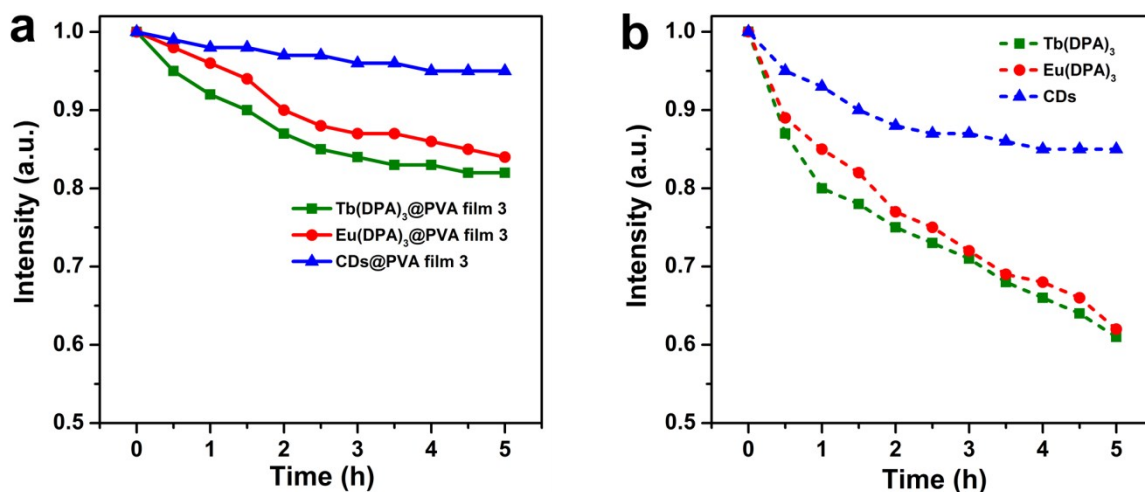 a
1.0
0.9
0.8
0.7
0.6
0.5
Intensity (a.u.)
Tb(DPA)₃@PVA film 3
Eu(DPA)₃@PVA film 3
CDs@PVA film 3
0 1 2 3 4 5
Time (h)
b
1.0
0.9
0.8
0.7
0.6
0.5
Intensity (a.u.)
Tb(DPA)₃
Eu(DPA)₃
CDs
0 1 2 3 4 5
Time (h)